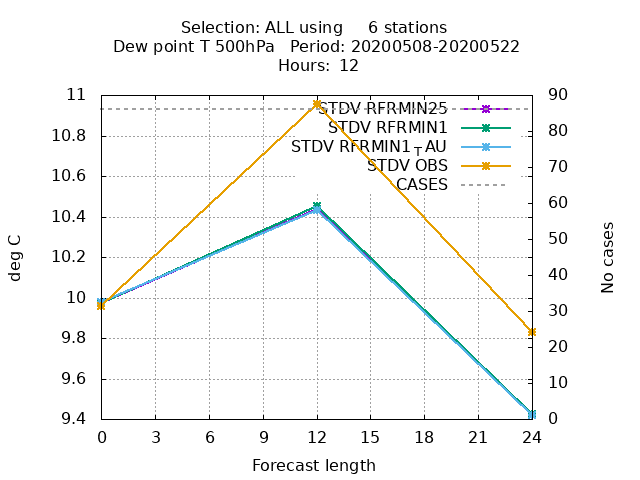 Selection: ALL using 6 stations
Dew point T 500hPa Period: 20200508-20200522
Hours: 12
11
10.8
10.6
10.4
10.2
10
9.8
9.6
9.4
deg C
STDV RFRMIN25
STDV RFRMIN1
STDV RFRMIN1TAU
STDV OBS
CASES
90
80
70
60
50
40
30
20
10
0
No cases
0 3 6 9 12 15 18 21 24
Forecast length